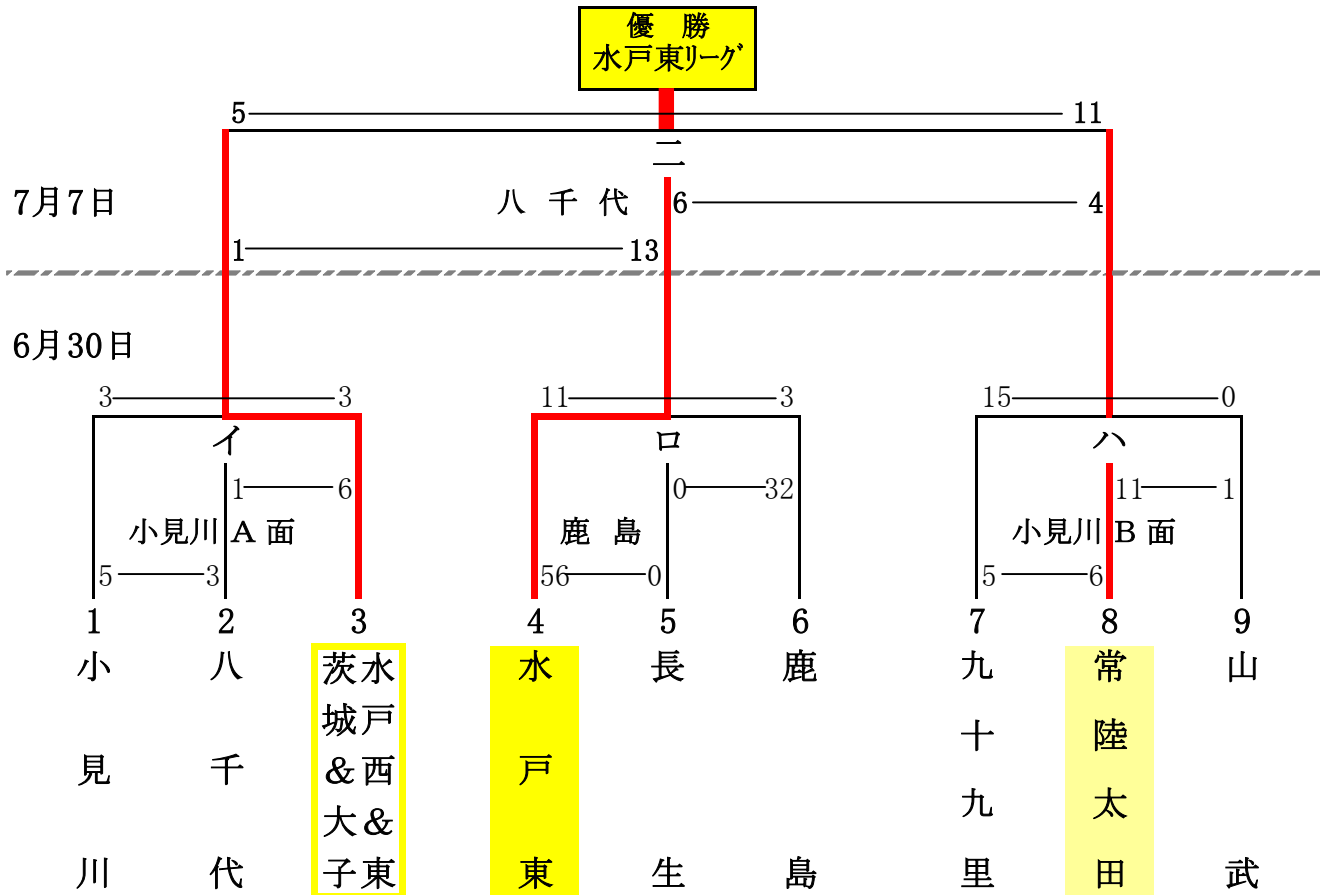 優 勝
水戸東ﾘｰｸﾞ
5 11
ニ
7月7日
八 千 代
6 4
1 13
6月30日
3 3
11 3
15 0
イ
ロ
ハ
1 6
0 32
11 1
小見川 A 面
鹿 島
小見川 B 面
5 3
56 0
5 6
1 2 3 4 5 6 7 8 9
小見川
八千代
水戸西&東
茨城&大子
水戸東
長生
鹿島
九十九里
常陸太田
山武